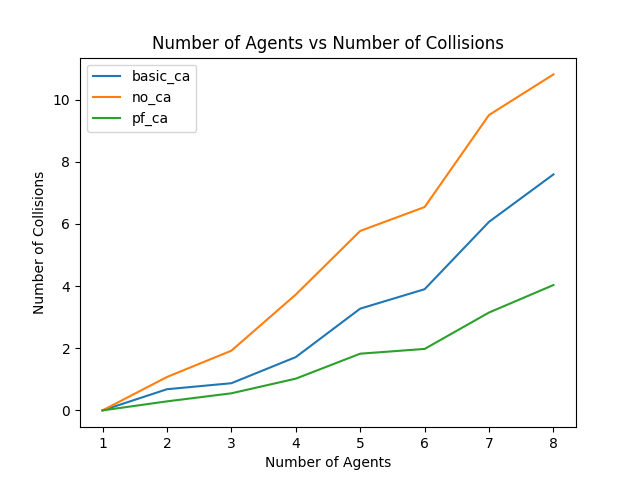 Number of Agents vs Number of Collisions
basic_ca
no_ca
pf_ca
Number of Collisions
10
8
6
4
2
0
1 2 3 4 5 6 7 8
Number of Agents